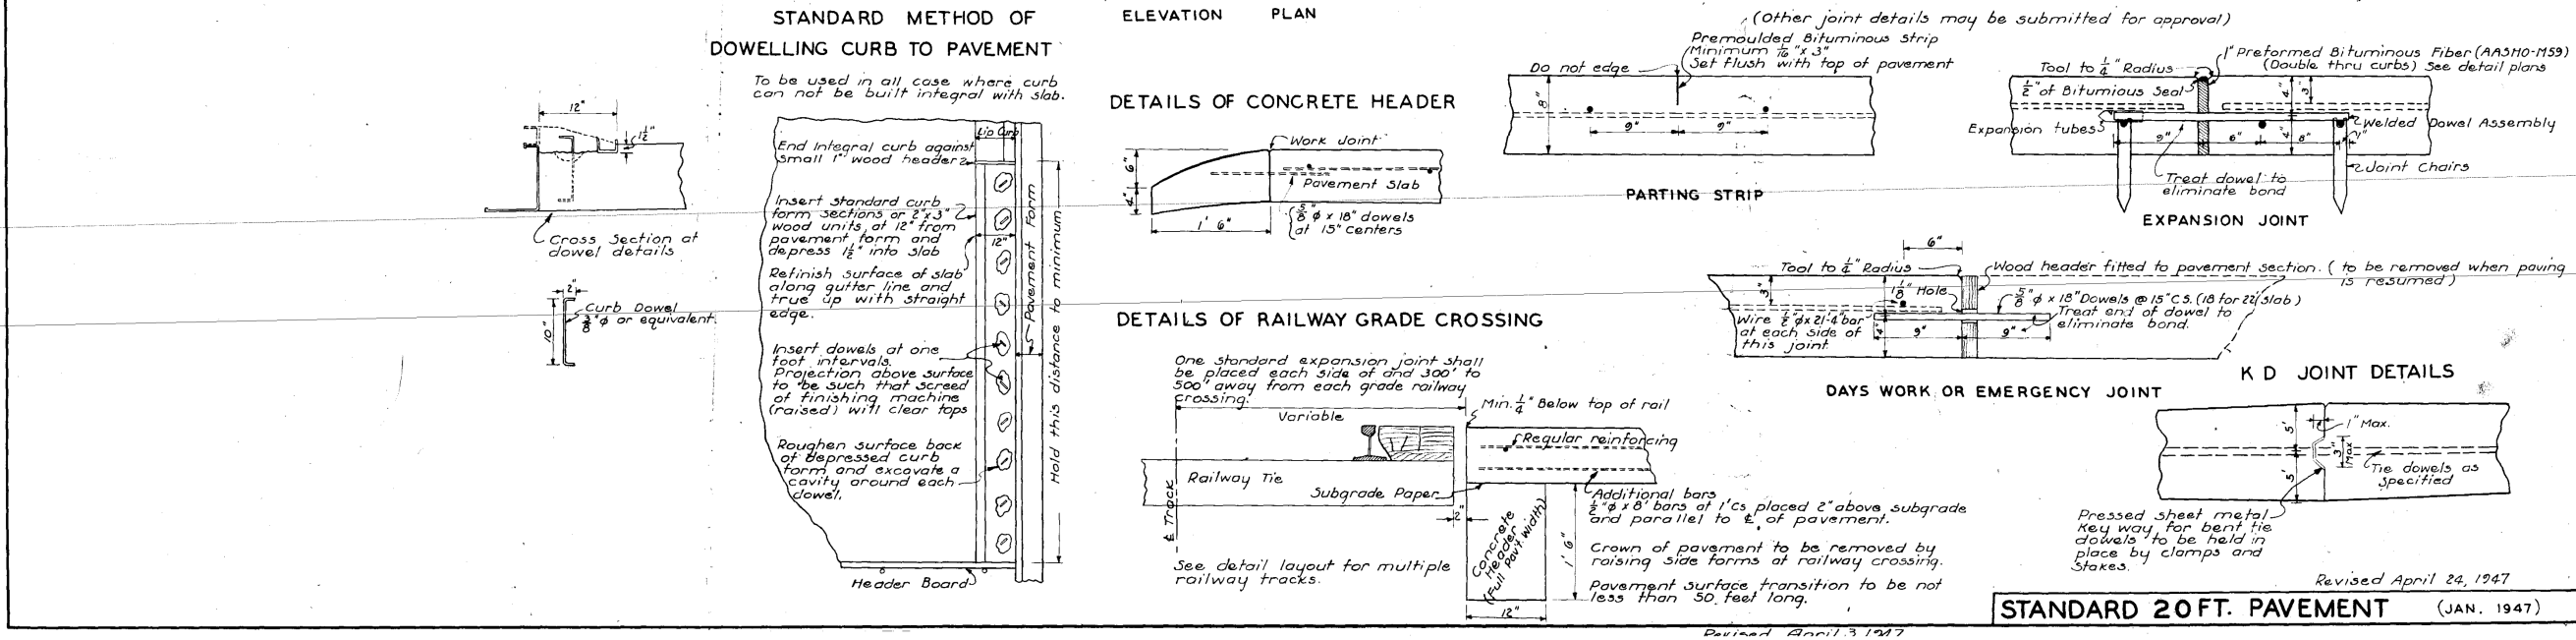 STANDARD METHOD OF
DOWELLING CURB TO PAVEMENT
To be used in all case where curb
can not be built integral with slab.
12"
1½"
Cross Section at
dowel details
2"
10"
Curb Dowel
⅜"φ or equivalent.
Lip Curb
End Integral curb against
small 1" wood header
Insert standard curb
form sections or 2"x3"
wood units, at 12" from
pavement form and
depress 1½" into slab
12"
Refinish surface of slab
along gutter line and
true up with straight
edge.
Insert dowels at one
foot intervals.
Projection above surface
to be such that screed
of finishing machine
(raised) will clear tops
Roughen surface back
of depressed curb
form and excavate a
cavity around each
dowel.
Header Board
Pavement Form
Hold this distance to minimum
ELEVATION PLAN
DETAILS OF CONCRETE HEADER
Work Joint
6"
4"
Pavement Slab
1' 6"
⅝"φ x 18" dowels
at 15" centers
DETAILS OF RAILWAY GRADE CROSSING
One standard expansion joint shall
be placed each side of and 300' to
500' away from each grade railway
crossing.
Variable
Min. ¼" Below top of rail
Regular reinforcing
Railway Tie
Subgrade Paper
℄ Track
2"
Additional bars
½"φ x 8' bars at 1' Cs placed 2" above subgrade
and parallel to ℄ of pavement.
Concrete
Header
(Full Pav't. width)
1' 6"
12"
Crown of pavement to be removed by
raising side forms at railway crossing.
Pavement surface transition to be not
less than 50 feet long.
See detail layout for multiple
railway tracks.
(Other joint details may be submitted for approval)
Premoulded Bituminous Strip
Minimum 1/16" x 3"
Set flush with top of pavement
Do not edge
8"
9" 9"
PARTING STRIP
1" Preformed Bituminous Fiber (AASHO-M59)
(Double thru curbs) See detail plans
Tool to ¼" Radius
½" of Bitumious Seal
4"
3"
Expansion tubes
Welded Dowel Assembly
9" 6" 8"
4"
1"
Joint Chairs
Treat dowel to
eliminate bond
EXPANSION JOINT
6"
Tool to ¼" Radius
Wood header fitted to pavement section. (to be removed when paving
is resumed)
3"
1⅛" Hole
⅝"φ x 18" Dowels @ 15" CS. (18 for 22' slab)
Treat end of dowel to
eliminate bond.
Wire ½"φ x 21'-4" bar
at each side of
this joint.
4"
9" 9"
DAYS WORK OR EMERGENCY JOINT
K D JOINT DETAILS
5'
5'
1" Max.
3"
Max
Tie dowels as
specified
Pressed sheet metal
Key way for bent tie
dowels to be held in
place by clamps and
stakes.
Revised April 24, 1947
STANDARD 20 FT. PAVEMENT (JAN. 1947)
Revised April 3 1947